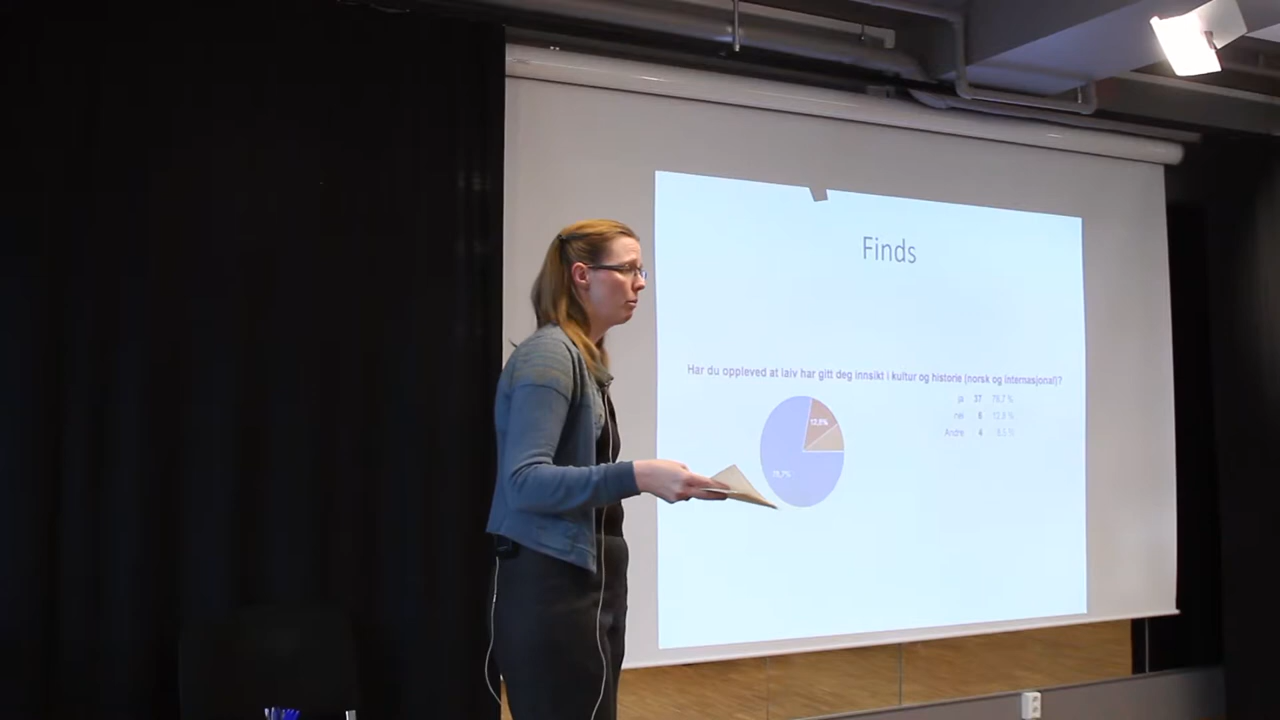 Finds
Har du oppleved at laiv har gitt deg innsikt i kultur og historie (norsk og internasjonal)?
ja 37 78,7 %
nei 6 12,8 %
Andre 4 8,5 %
12,8%
78,7%